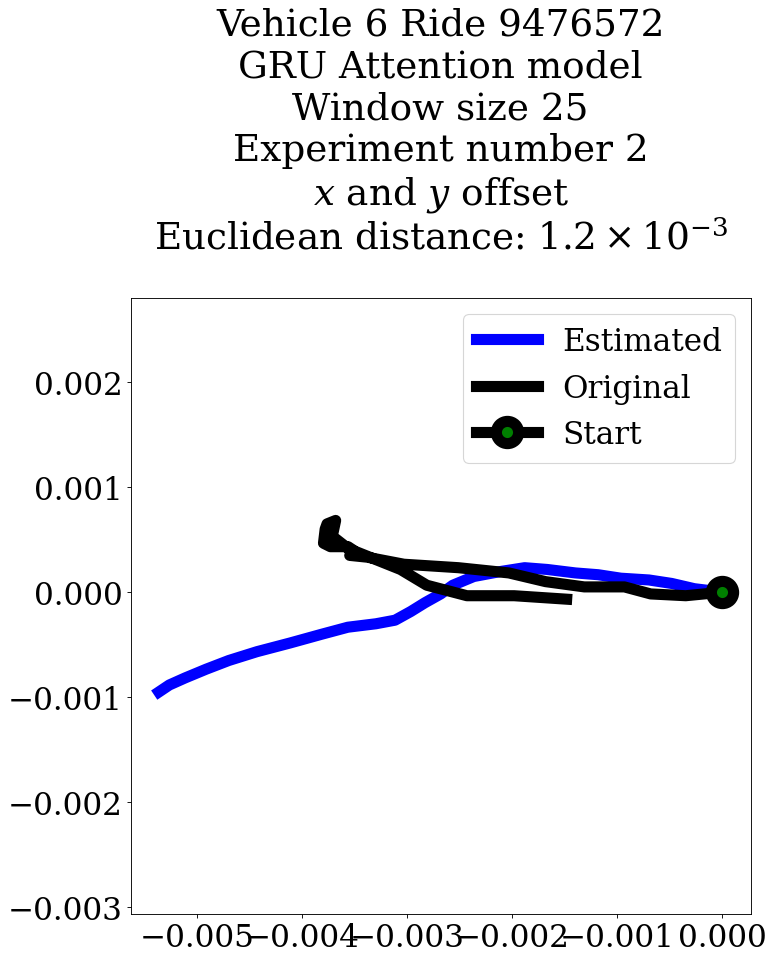 Vehicle 6 Ride 9476572
GRU Attention model
Window size 25
Experiment number 2
x and y offset
Euclidean distance: 1.2 × 10⁻³
Estimated
Original
Start
0.002
0.001
0.000
−0.001
−0.002
−0.003
−0.005 −0.004 −0.003 −0.002 −0.001 0.000